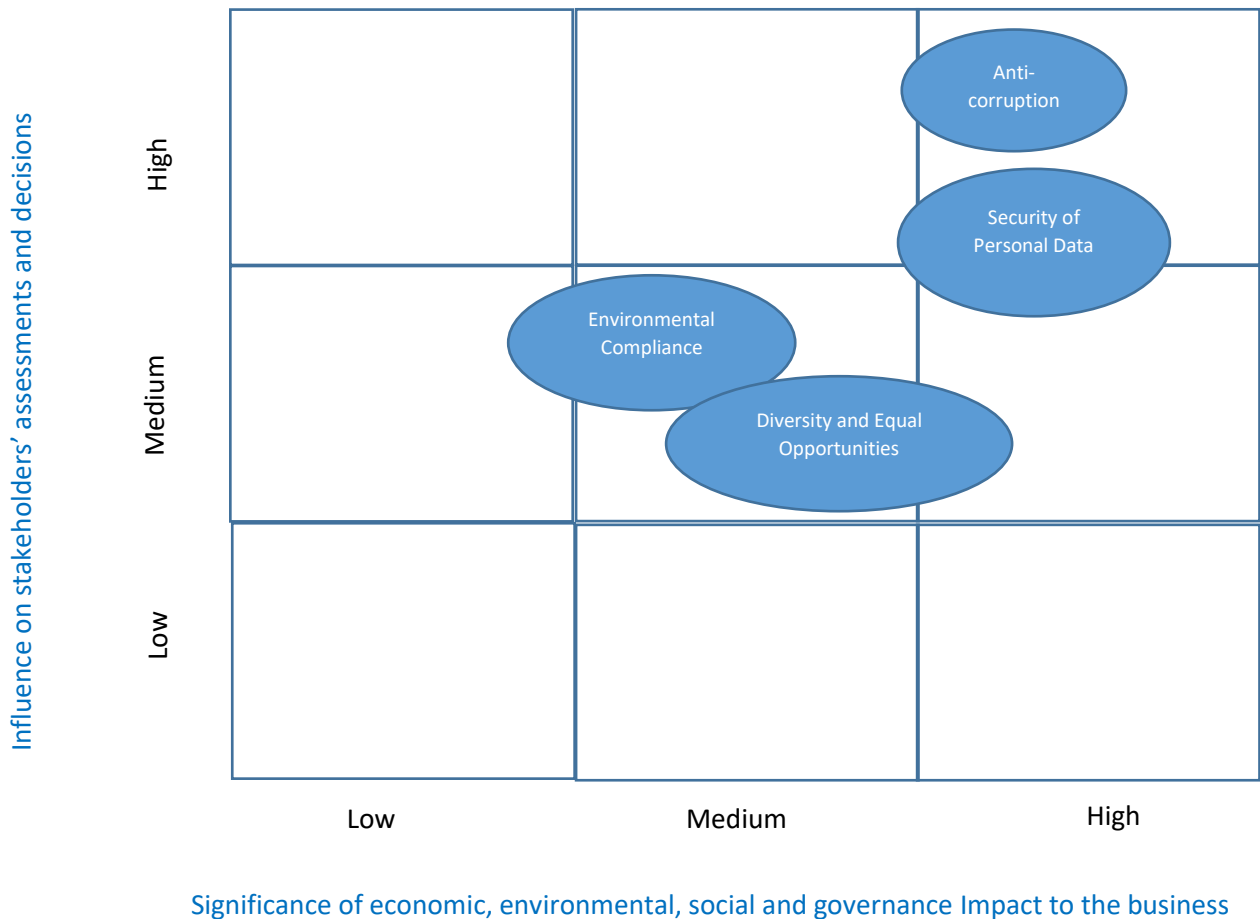 Influence on stakeholders’ assessments and decisions
High
Medium
Low
Anti-
corruption
Security of
Personal Data
Environmental
Compliance
Diversity and Equal
Opportunities
Low
Medium
High
Significance of economic, environmental, social and governance Impact to the business